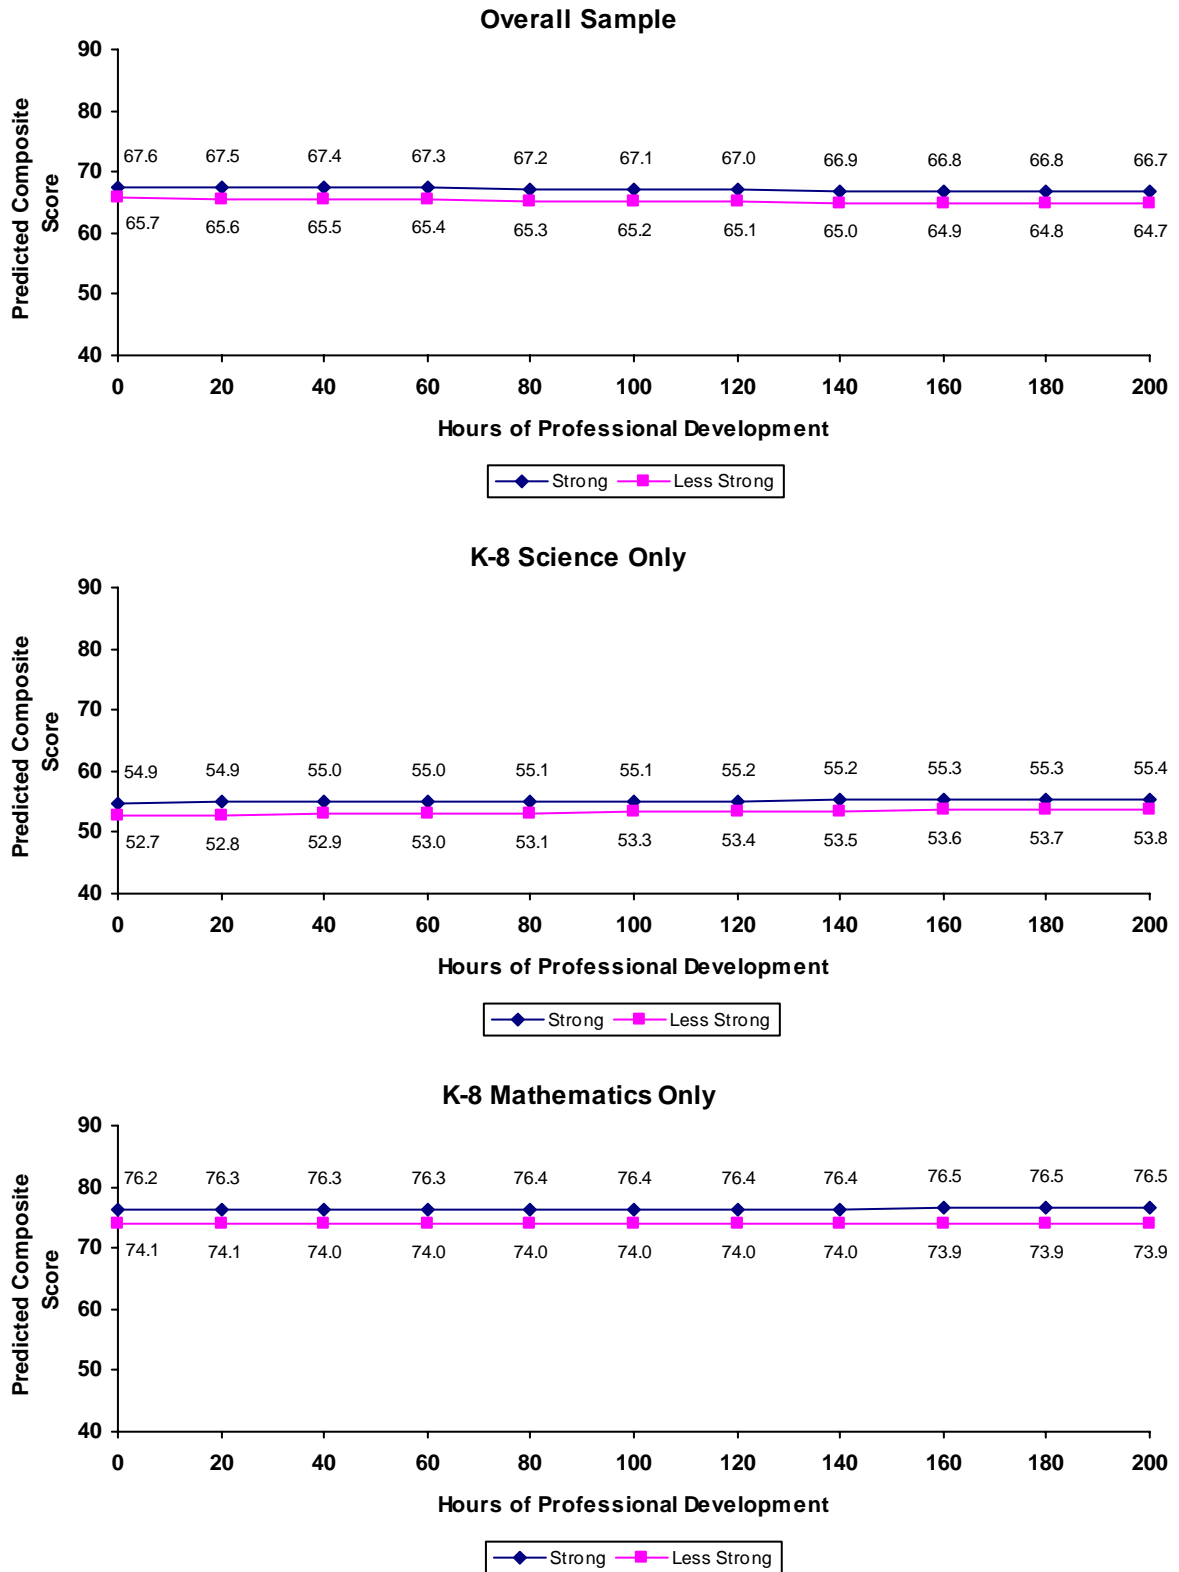 Overall Sample
90
80
70
60
50
40
Predicted Composite
Score
67.6 67.5 67.4 67.3 67.2 67.1 67.0 66.9 66.8 66.8 66.7
65.7 65.6 65.5 65.4 65.3 65.2 65.1 65.0 64.9 64.8 64.7
0 20 40 60 80 100 120 140 160 180 200
Hours of Professional Development
Strong Less Strong
K-8 Science Only
90
80
70
60
50
40
Predicted Composite
Score
54.9 54.9 55.0 55.0 55.1 55.1 55.2 55.2 55.3 55.3 55.4
52.7 52.8 52.9 53.0 53.1 53.3 53.4 53.5 53.6 53.7 53.8
0 20 40 60 80 100 120 140 160 180 200
Hours of Professional Development
Strong Less Strong
K-8 Mathematics Only
90
80
70
60
50
40
Predicted Composite
Score
76.2 76.3 76.3 76.3 76.4 76.4 76.4 76.4 76.5 76.5 76.5
74.1 74.1 74.0 74.0 74.0 74.0 74.0 74.0 73.9 73.9 73.9
0 20 40 60 80 100 120 140 160 180 200
Hours of Professional Development
Strong Less Strong